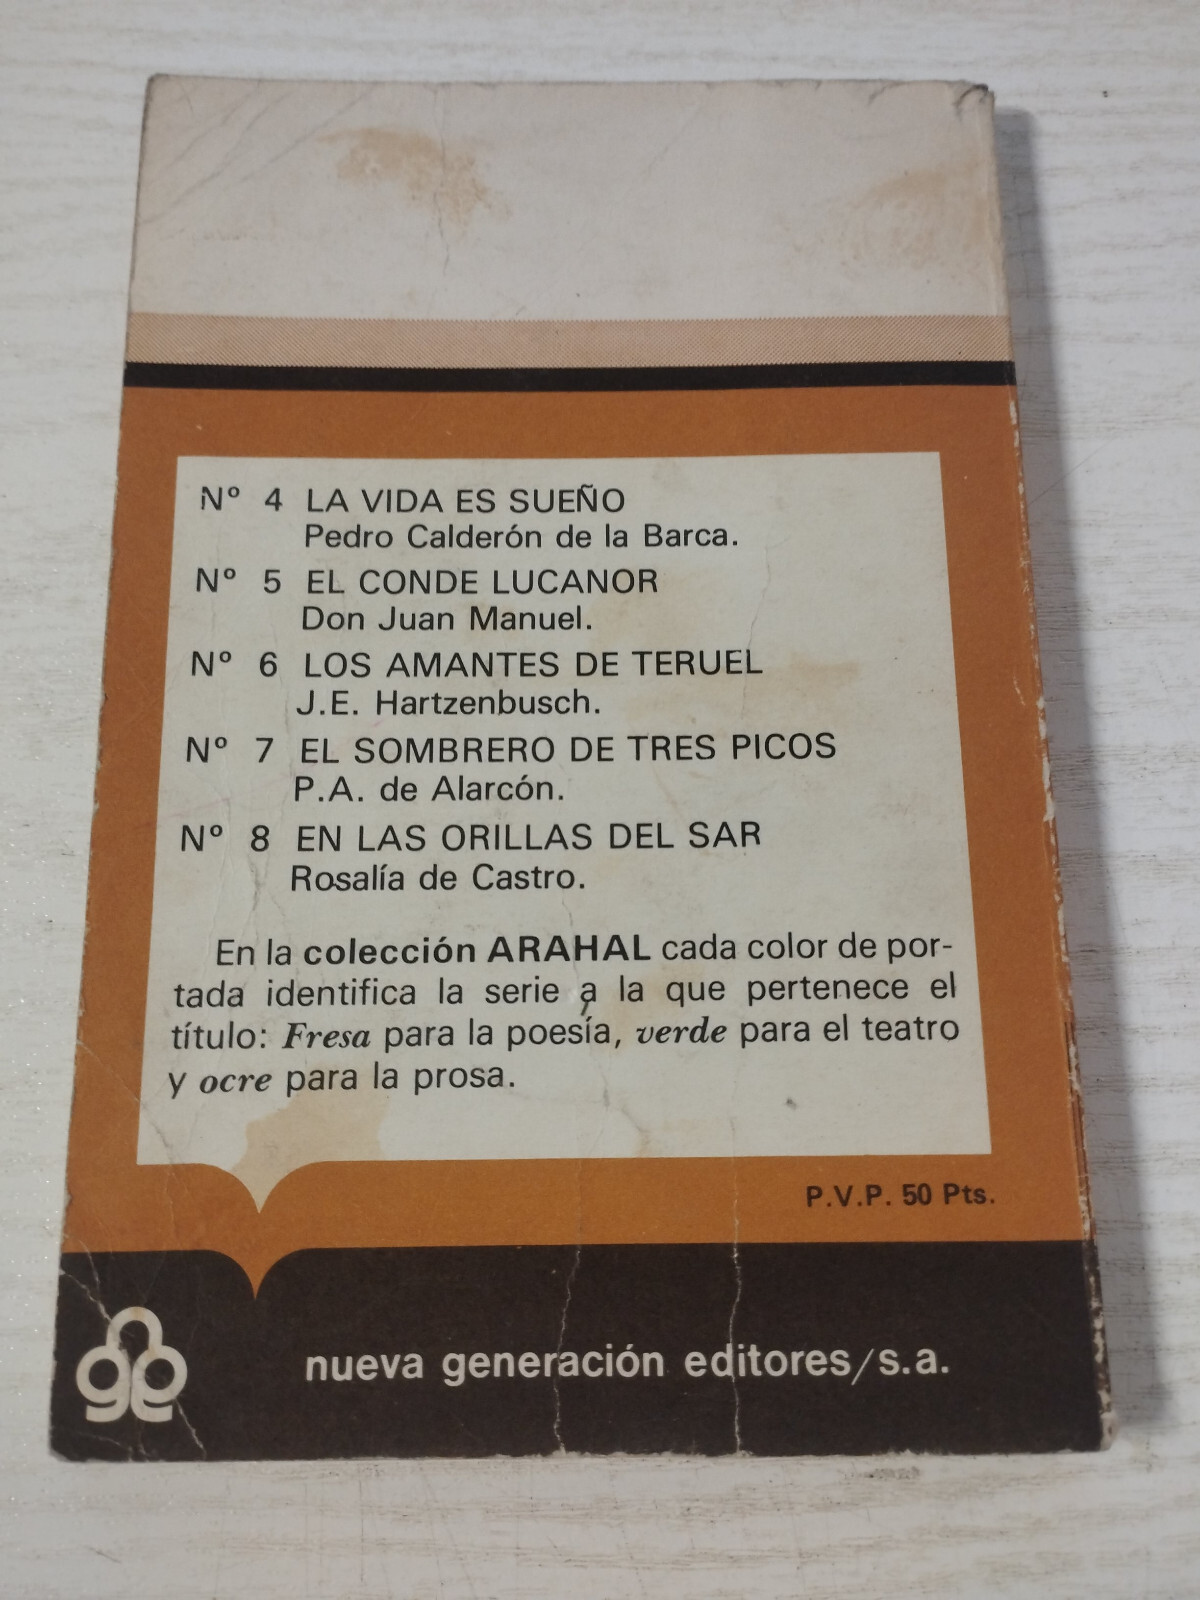 Nº 4 LA VIDA ES SUEÑO
Pedro Calderón de la Barca.
Nº 5 EL CONDE LUCANOR
Don Juan Manuel.
Nº 6 LOS AMANTES DE TERUEL
J.E. Hartzenbusch.
Nº 7 EL SOMBRERO DE TRES PICOS
P.A. de Alarcón.
Nº 8 EN LAS ORILLAS DEL SAR
Rosalía de Castro.
En la colección ARAHAL cada color de por-
tada identifica la serie a la que pertenece el
título: Fresa para la poesía, verde para el teatro
y ocre para la prosa.
P.V.P. 50 Pts.
nueva generación editores/s.a.